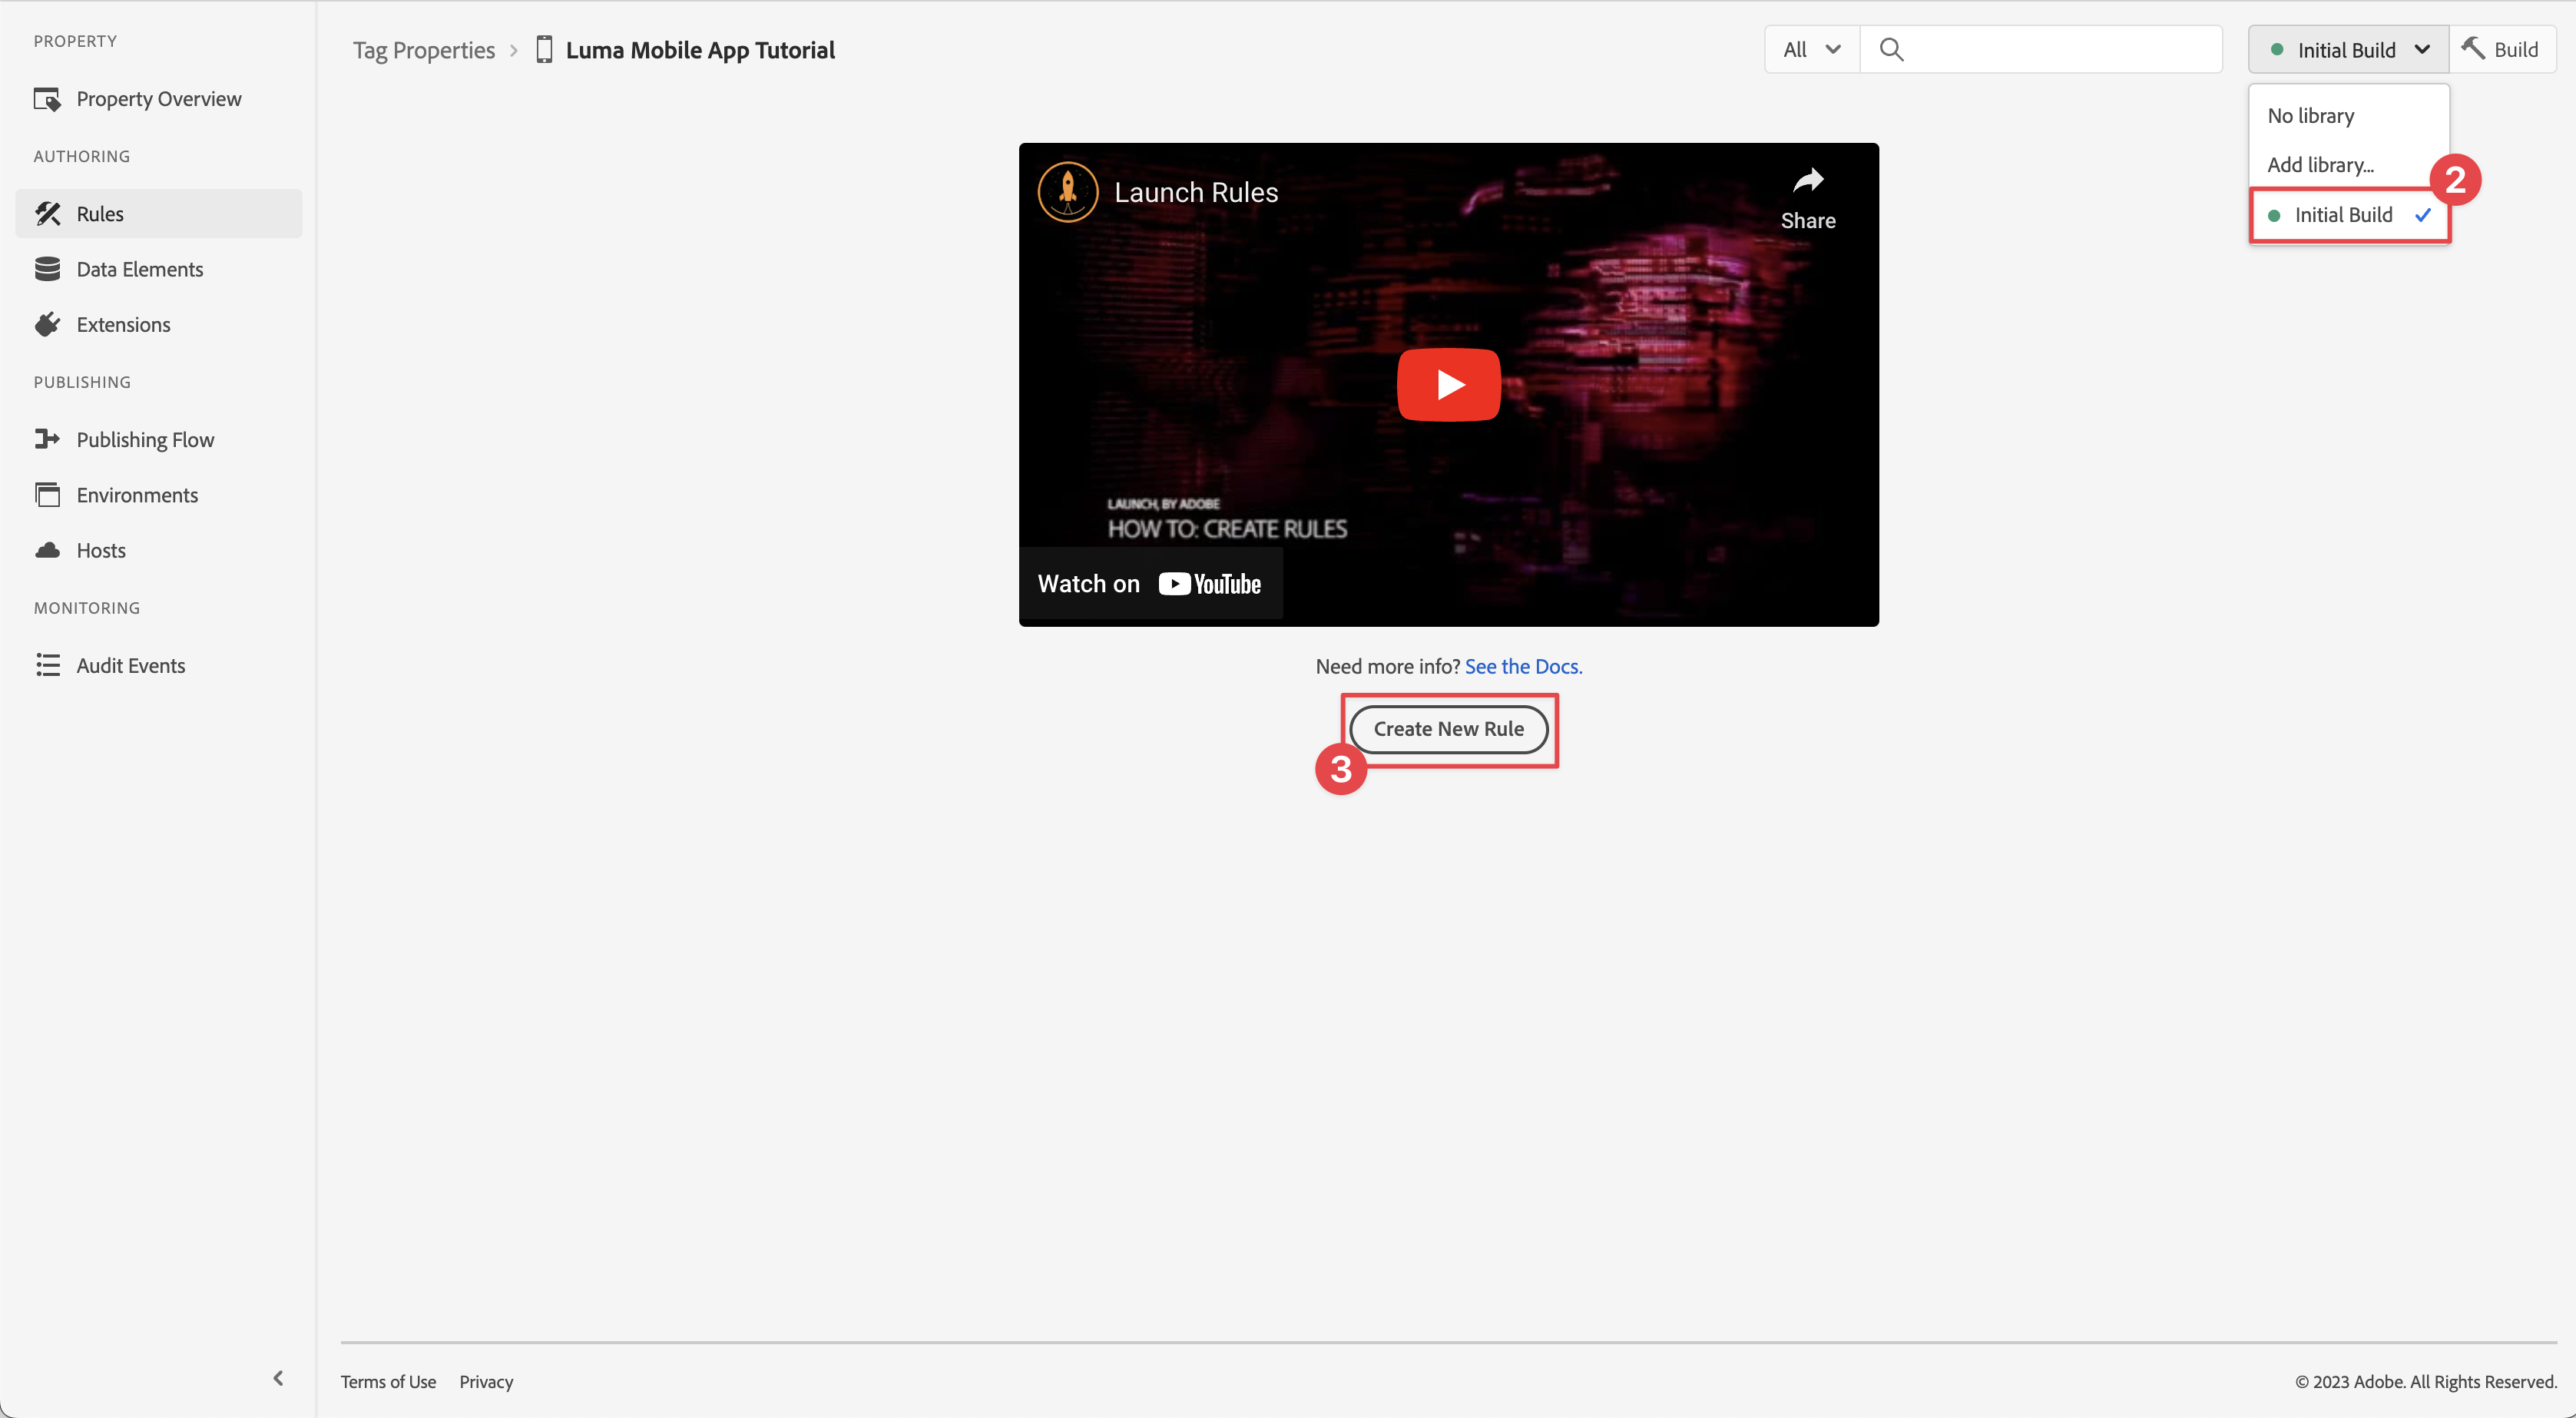 PROPERTY
Property Overview
AUTHORING
Rules
Data Elements
Extensions
PUBLISHING
Publishing Flow
Environments
Hosts
MONITORING
Audit Events
Tag Properties
Luma Mobile App Tutorial
All
Initial Build
Build
No library
Add library...
2
Initial Build
Launch Rules
Share
LAUNCH, BY ADOBE
HOW TO: CREATE RULES
Watch on YouTube
Need more info? See the Docs.
Create New Rule
3
Terms of Use Privacy
© 2023 Adobe. All Rights Reserved.